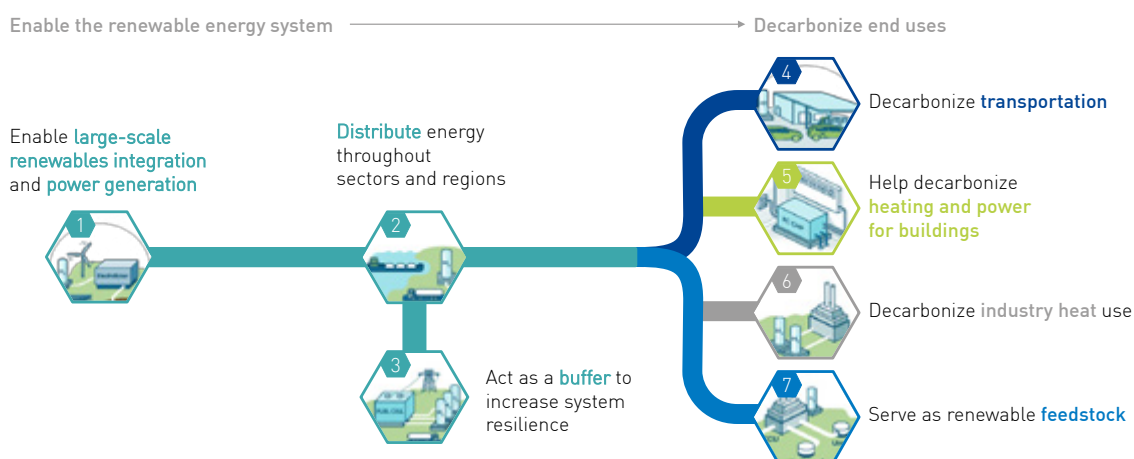 Enable the renewable energy system
Decarbonize end uses
Enable large-scale
renewables integration
and power generation
1
Distribute energy
throughout
sectors and regions
2
3
Act as a buffer to
increase system
resilience
4
Decarbonize transportation
5
Help decarbonize
heating and power
for buildings
6
Decarbonize industry heat use
7
Serve as renewable feedstock